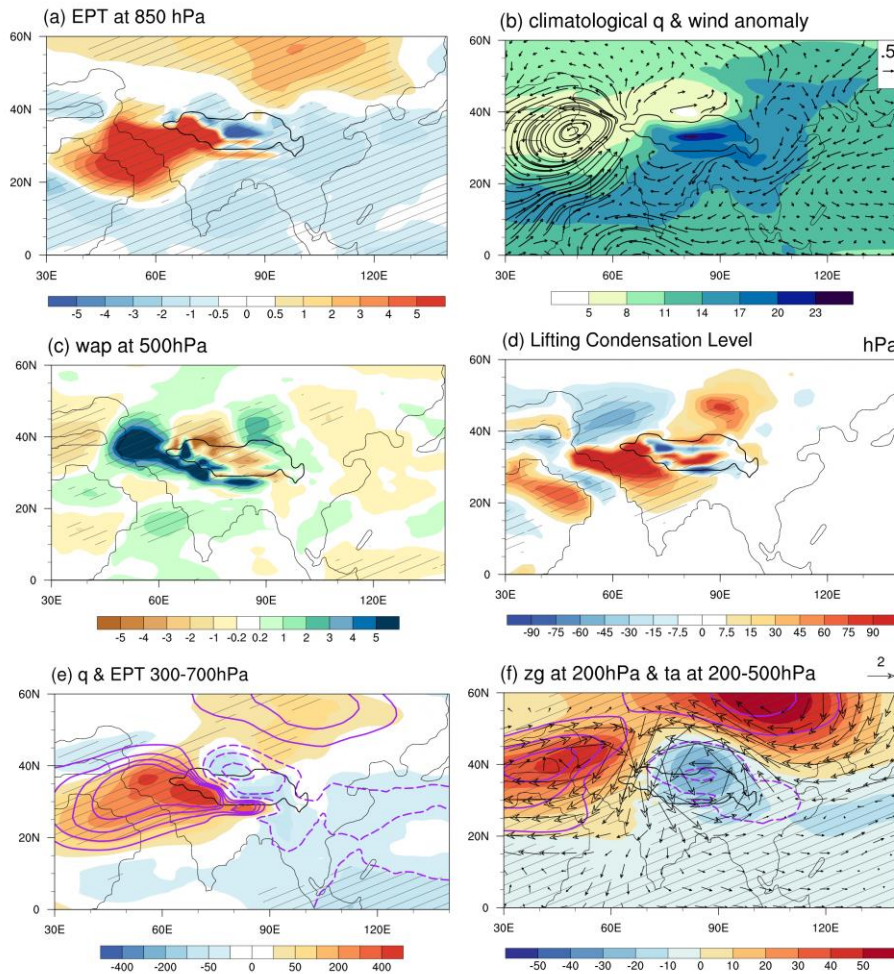 (a) EPT at 850 hPa
60N
40N
20N
0
30E 60E 90E 120E
-5 -4 -3 -2 -1 -0.5 0 0.5 1 2 3 4 5
(b) climatological q & wind anomaly
.5
60N
40N
20N
0
30E 60E 90E 120E
5 8 11 14 17 20 23
(c) wap at 500hPa
60N
40N
20N
0
30E 60E 90E 120E
-5 -4 -3 -2 -1 -0.2 0.2 1 2 3 4 5
(d) Lifting Condensation Level hPa
60N
40N
20N
0
30E 60E 90E 120E
-90 -75 -60 -45 -30 -15 -7.5 0 7.5 15 30 45 60 75 90
(e) q & EPT 300-700hPa
60N
40N
20N
0
30E 60E 90E 120E
-400 -200 -50 0 50 200 400
(f) zg at 200hPa & ta at 200-500hPa 2
60N
40N
20N
0
30E 60E 90E 120E
-50 -40 -30 -20 -10 0 10 20 30 40 50